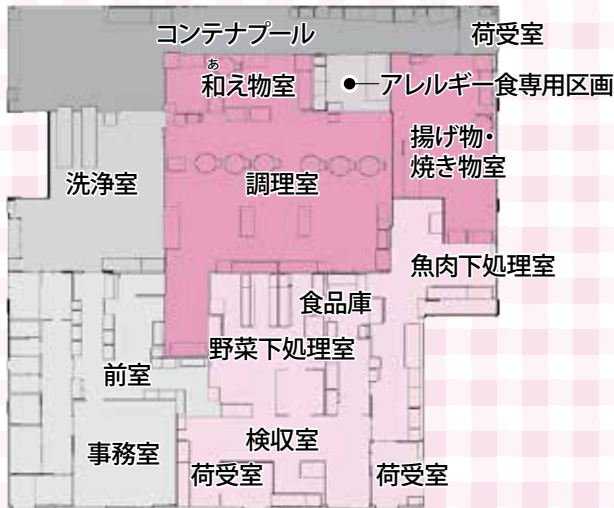 コンテナプール
荷受室
あ
和え物室
アレルギー食専用区画
揚げ物・
焼き物室
洗浄室
調理室
魚肉下処理室
食品庫
野菜下処理室
前室
検収室
事務室
荷受室
荷受室